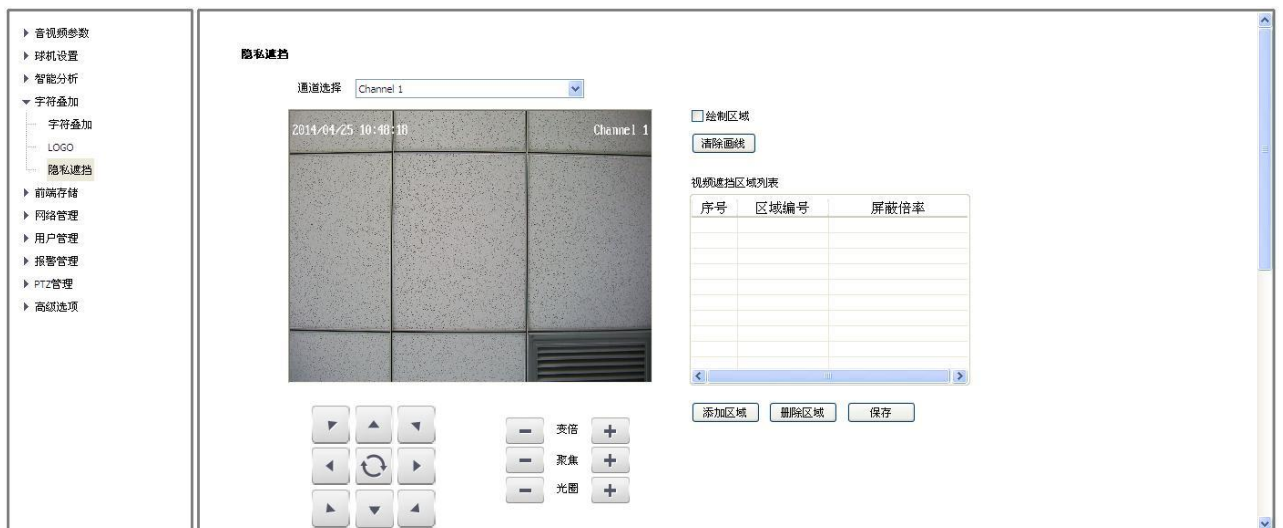 音视频参数
球机设置
智能分析
字符叠加
字符叠加
LOGO
隐私遮挡
前端存储
网络管理
用户管理
报警管理
PTZ管理
高级选项
隐私遮挡
通道选择 Channel 1
2014/04/25 10:48:18 Channel 1
绘制区域
清除画线
视频遮挡区域列表
序号 区域编号 屏蔽倍率
添加区域 删除区域 保存
变倍
聚焦
光圈